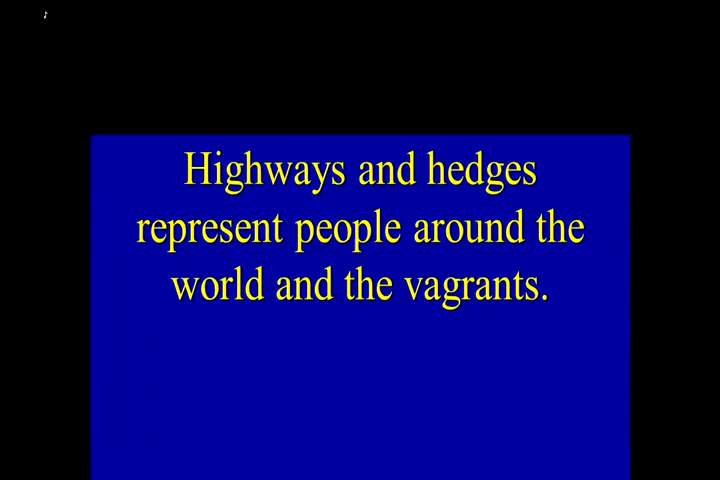 ♪
Highways and hedges
represent people around the
world and the vagrants.